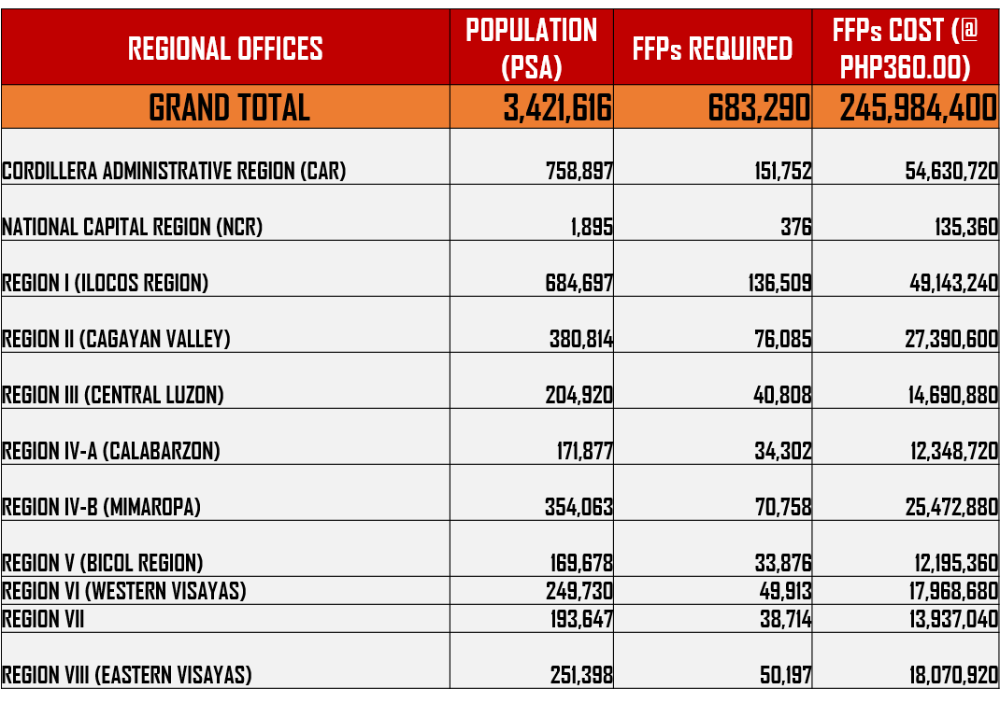 REGIONAL OFFICES POPULATION (PSA) FFPs REQUIRED FFPs COST (@ PHP360.00)
GRAND TOTAL 3,421,616 683,290 245,984,400
CORDILLERA ADMINISTRATIVE REGION (CAR) 758,897 151,752 54,630,720
NATIONAL CAPITAL REGION (NCR) 1,895 376 135,360
REGION I (ILOCOS REGION) 684,697 136,509 49,143,240
REGION II (CAGAYAN VALLEY) 380,814 76,085 27,390,600
REGION III (CENTRAL LUZON) 204,920 40,808 14,690,880
REGION IV-A (CALABARZON) 171,877 34,302 12,348,720
REGION IV-B (MIMAROPA) 354,063 70,758 25,472,880
REGION V (BICOL REGION) 169,678 33,876 12,195,360
REGION VI (WESTERN VISAYAS) 249,730 49,913 17,968,680
REGION VII 193,647 38,714 13,937,040
REGION VIII (EASTERN VISAYAS) 251,398 50,197 18,070,920